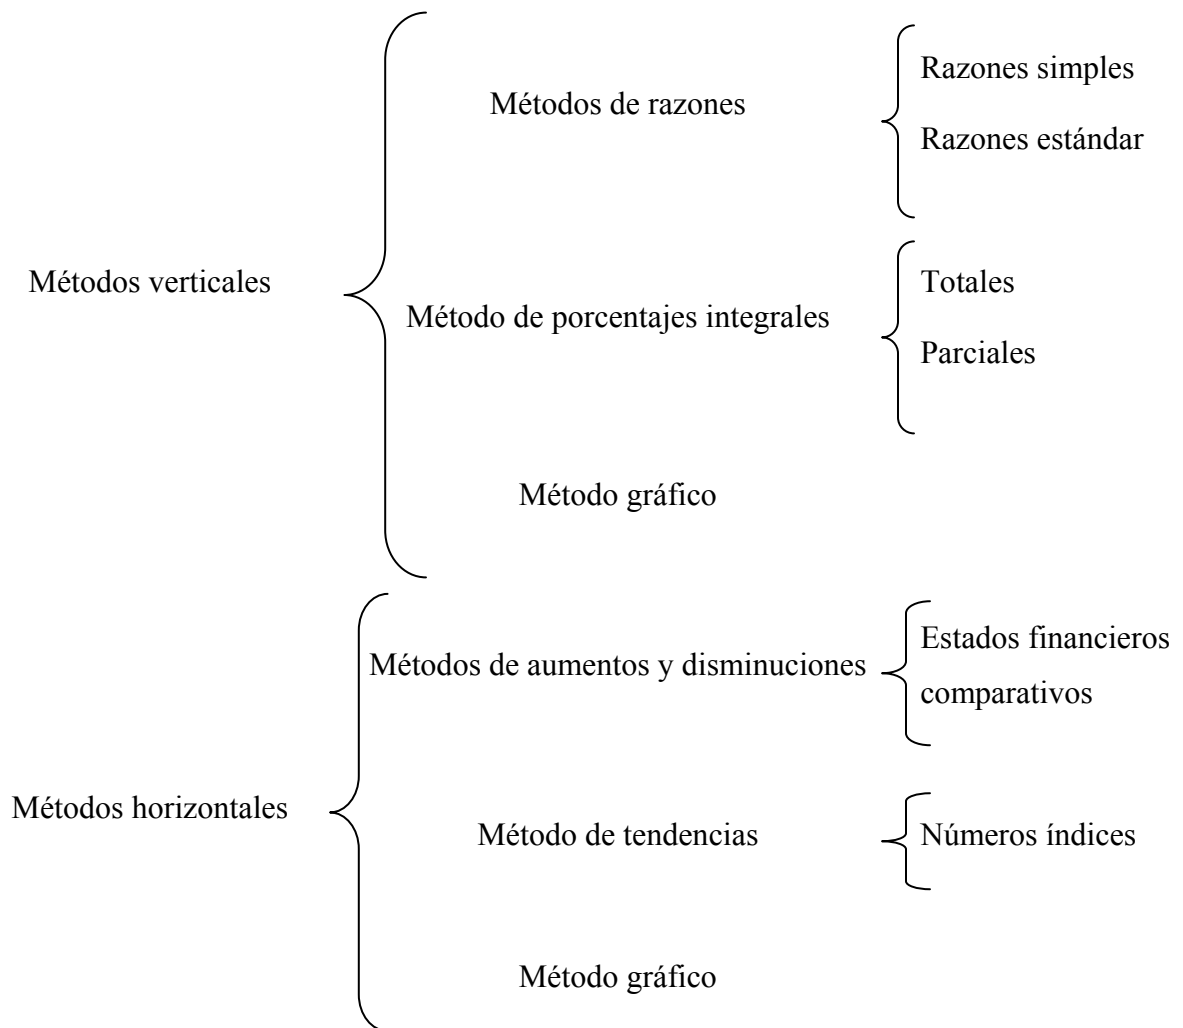 Métodos verticales
Métodos de razones
Razones simples
Razones estándar
Método de porcentajes integrales
Totales
Parciales
Método gráfico
Métodos horizontales
Métodos de aumentos y disminuciones
Estados financieros
comparativos
Método de tendencias
Números índices
Método gráfico